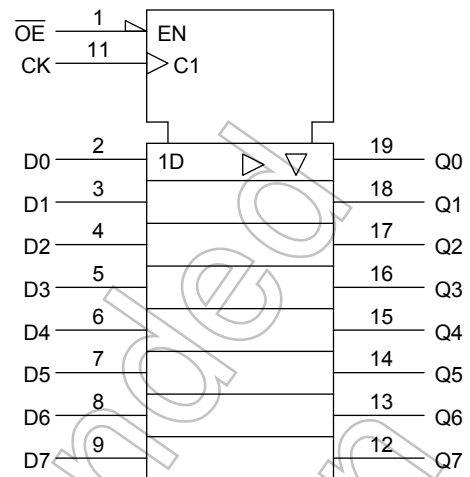 O̅E̅ 1 EN
CK 11 C1
D0 2 1D 19 Q0
D1 3 18 Q1
D2 4 17 Q2
D3 5 16 Q3
D4 6 15 Q4
D5 7 14 Q5
D6 8 13 Q6
D7 9 12 Q7